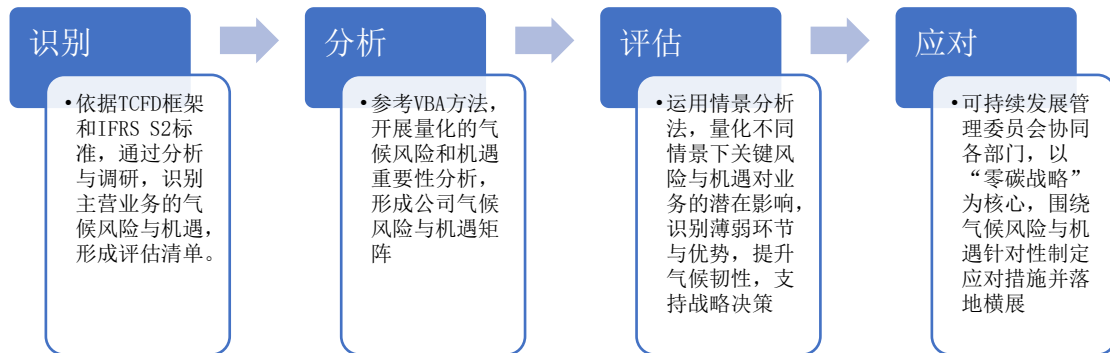 识别
•依据TCFD框架
和IFRS S2标
准，通过分析
与调研，识别
主营业务的气
候风险与机遇，
形成评估清单。
分析
•参考VBA方法，
开展量化的气
候风险和机遇
重要性分析，
形成公司气候
风险与机遇矩
阵
评估
•运用情景分析
法，量化不同
情景下关键风
险与机遇对业
务的潜在影响，
识别薄弱环节
与优势，提升
气候韧性，支
持战略决策
应对
•可持续发展管
理委员会协同
各部门，以
“零碳战略”
为核心，围绕
气候风险与机
遇针对性制定
应对措施并落
地横展